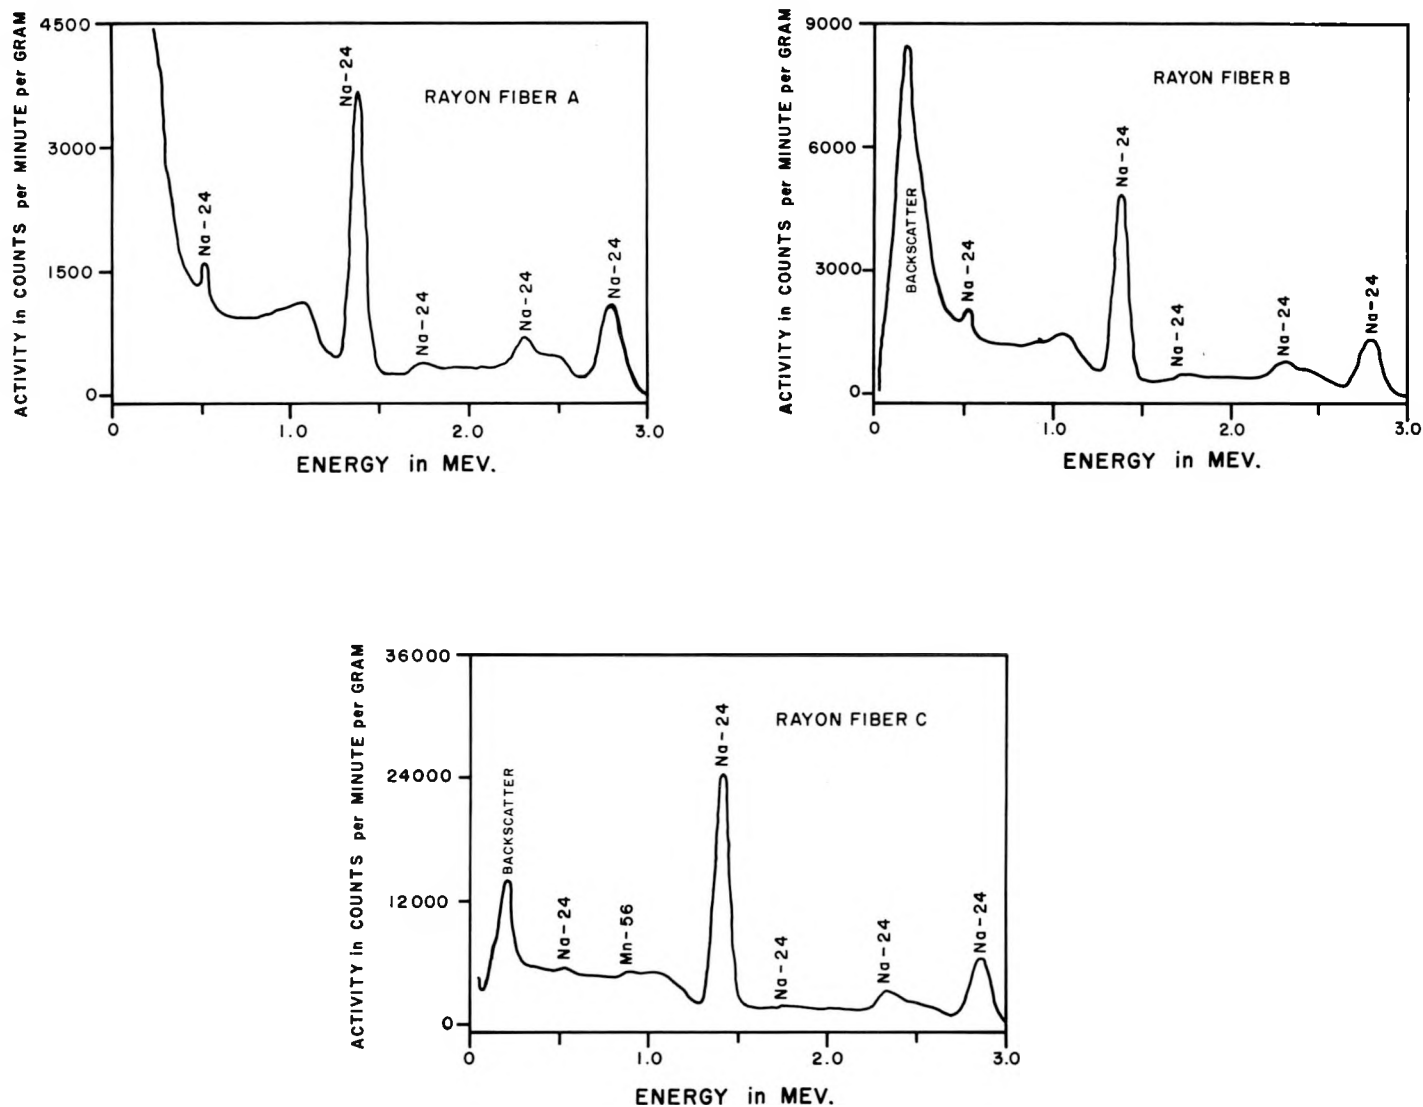 ACTIVITY in COUNTS per MINUTE per GRAM
4500
3000
1500
0
RAYON FIBER A
Na-24
Na-24
Na-24
Na-24
Na-24
0 1.0 2.0 3.0
ENERGY in MEV.
ACTIVITY in COUNTS per MINUTE per GRAM
9000
6000
3000
0
RAYON FIBER B
BACKSCATTER
Na-24
Na-24
Na-24
Na-24
Na-24
0 1.0 2.0 3.0
ENERGY in MEV.
ACTIVITY in COUNTS per MINUTE per GRAM
36000
24000
12000
0
RAYON FIBER C
BACKSCATTER
Na-24
Mn-56
Na-24
Na-24
Na-24
Na-24
0 1.0 2.0 3.0
ENERGY in MEV.